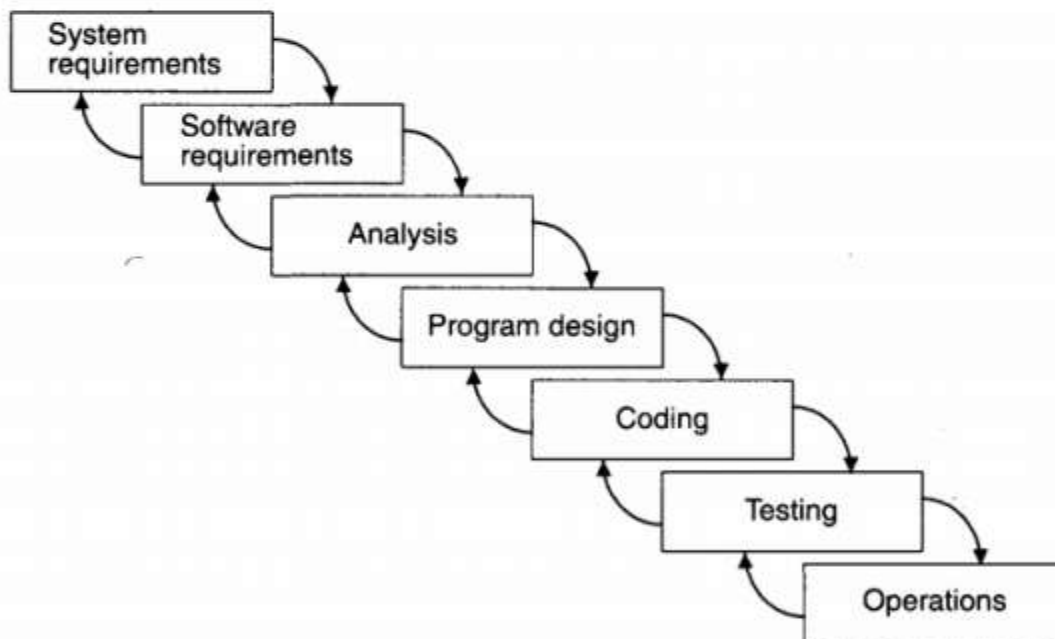 System
requirements
Software
requirements
Analysis
Program design
Coding
Testing
Operations